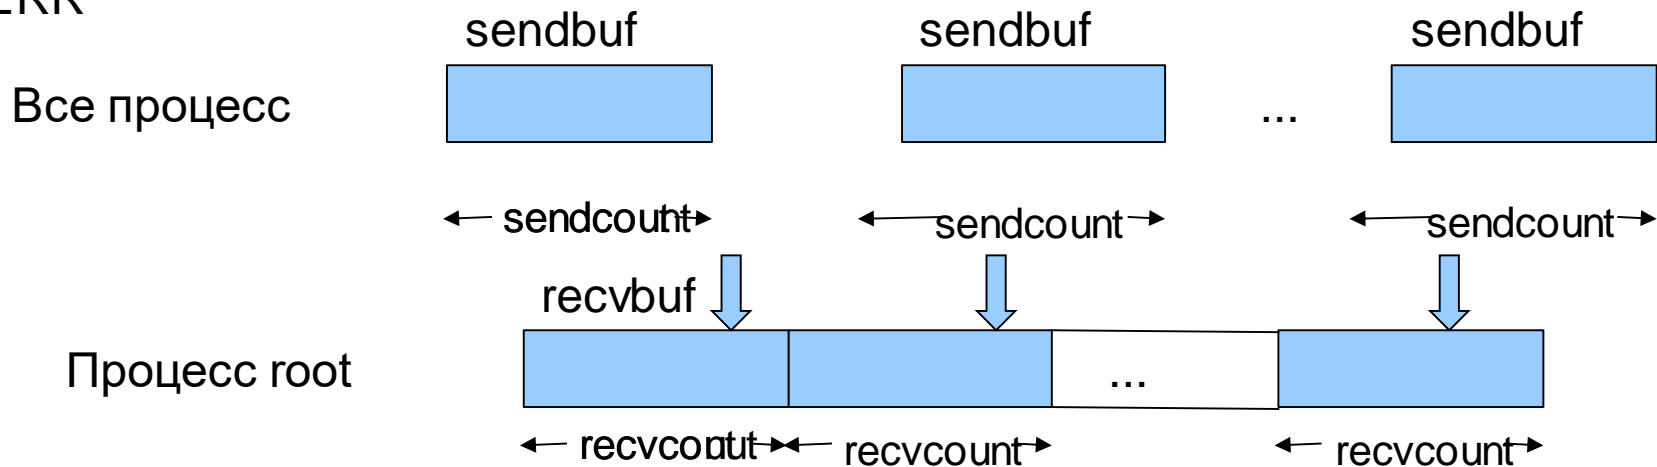 sendbuf sendbuf sendbuf
Все процесс ...
sendcount sendcount sendcount
recvbuf
Процесс root ...
recvcount recvcount recvcount